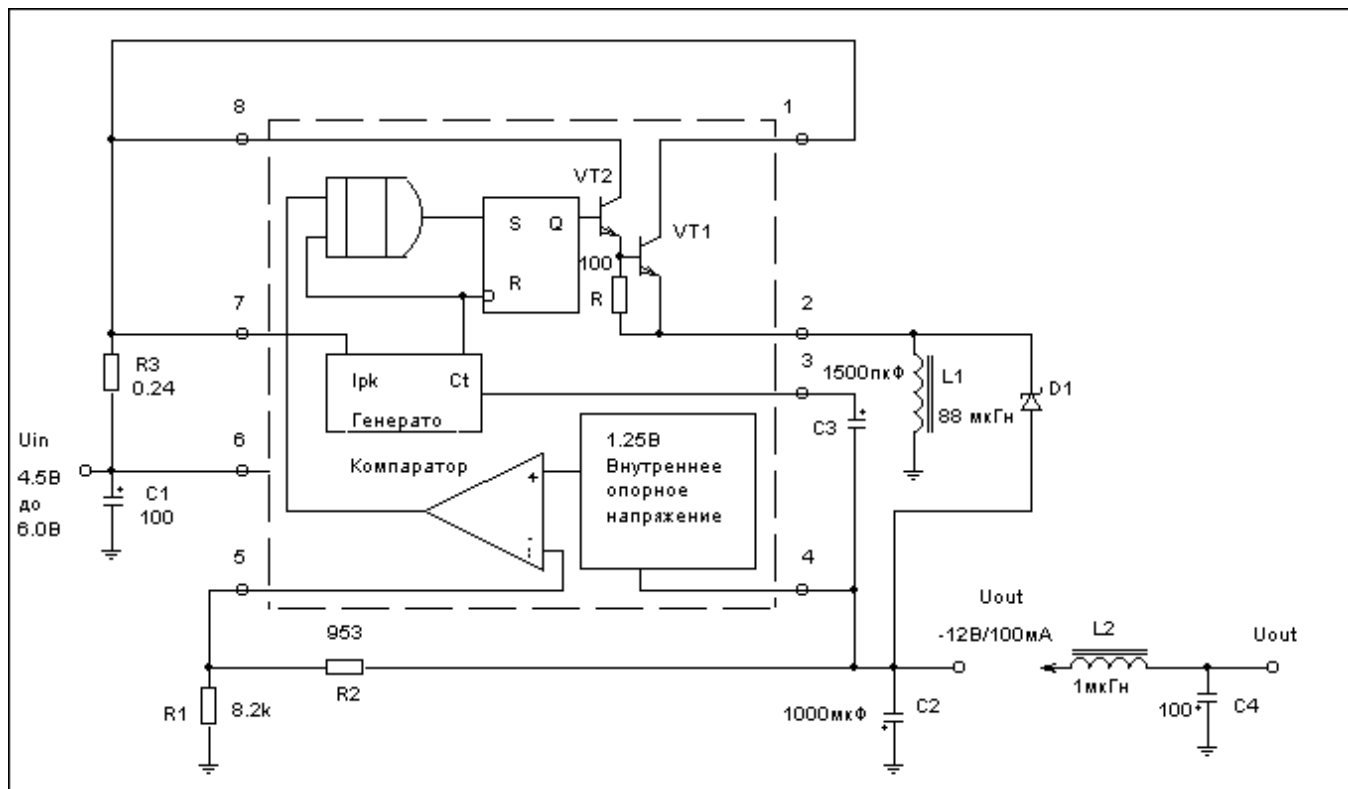 8
1
VT2
VT1
S Q
R
100
R
7
2
3
R3
0.24
Ipk Ct
Генерато
1500пкФ
L1
88 мкГн
D1
C3
Uin
4.5В
до
6.0В
6
C1
100
Компаратор
1.25В
Внутреннее
опорное
напряжение
+
5
4
Uout
-12В/100мА
L2
Uout
1мкГн
953
R2
R1
8.2k
1000мкФ
C2
100
C4